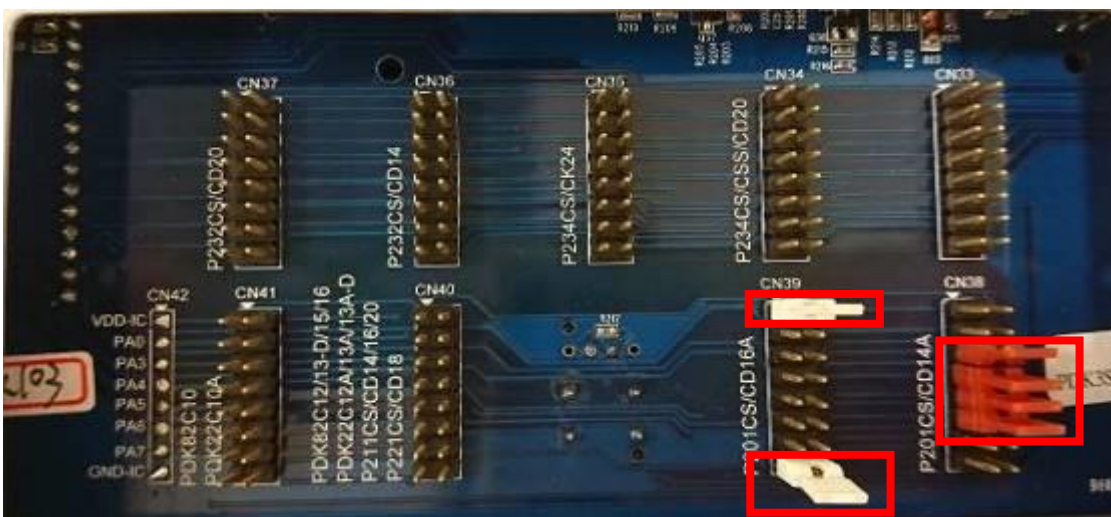 CN37
CN36
CN35
CN34
CN33
P232CS/CD20
P232CS/CD14
P234CS/CK24
P234CS/CSS/CD20
CN42
CN41
CN40
CN39
CN38
VDD-IC
PA0
PA3
PA4
PA5
PA6
PA7
GND-IC
PDK82C10
PDK22C10A
PDK82C12/13-D/15/16
PDK22C12A/13A/13A-D
P211CS/CD14/16/20
P221CS/CD18
P201CS/CD16A
P201CS/CD14A